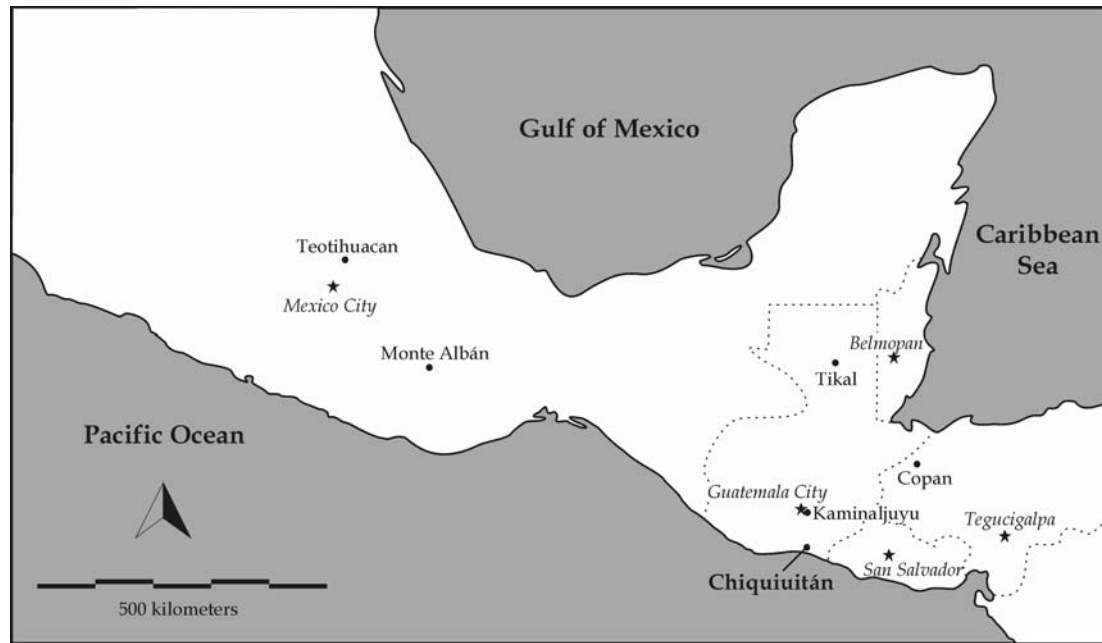 Gulf of Mexico
Caribbean
Sea
Teotihuacan
Mexico City
Monte Albán
Belmopan
Tikal
Pacific Ocean
Copan
Guatemala City
Kaminaljuyu
Tegucigalpa
Chiquiuitán
San Salvador
500 kilometers